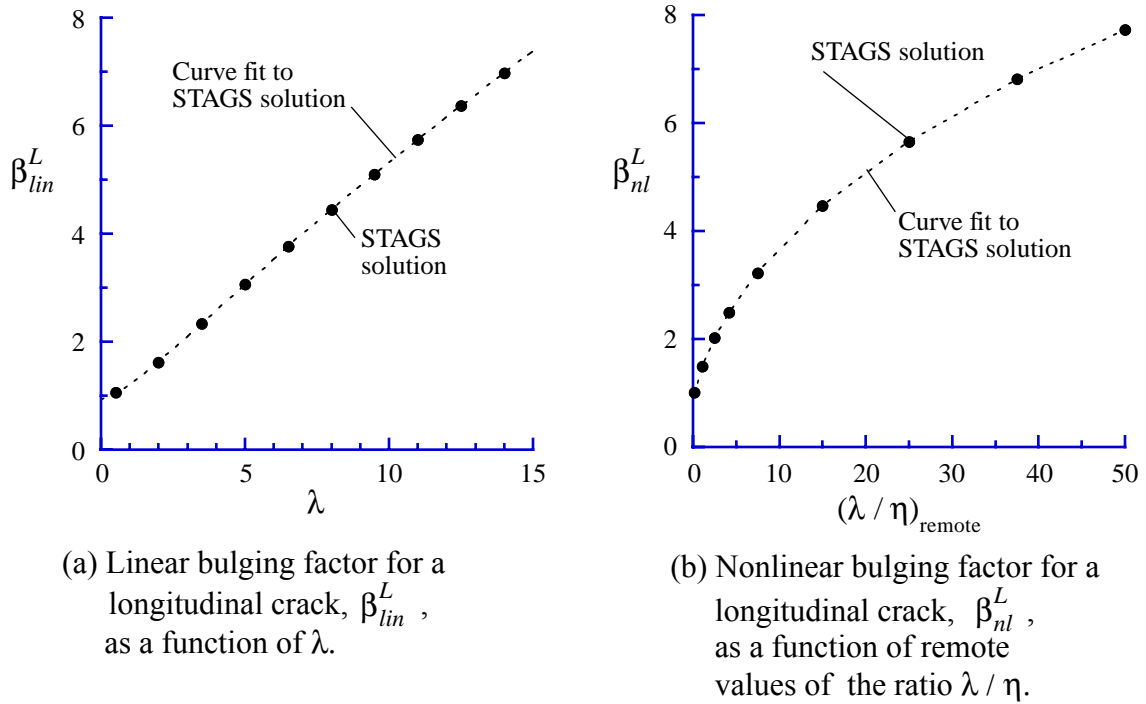 8
6
4
2
0
β^L_lin
Curve fit to
STAGS solution
STAGS
solution
0 5 10 15
λ
(a) Linear bulging factor for a
longitudinal crack, β^L_lin ,
as a function of λ.
8
6
4
2
0
β^L_nl
STAGS solution
Curve fit to
STAGS solution
0 10 20 30 40 50
(λ / η)remote
(b) Nonlinear bulging factor for a
longitudinal crack, β^L_nl ,
as a function of remote
values of the ratio λ / η.